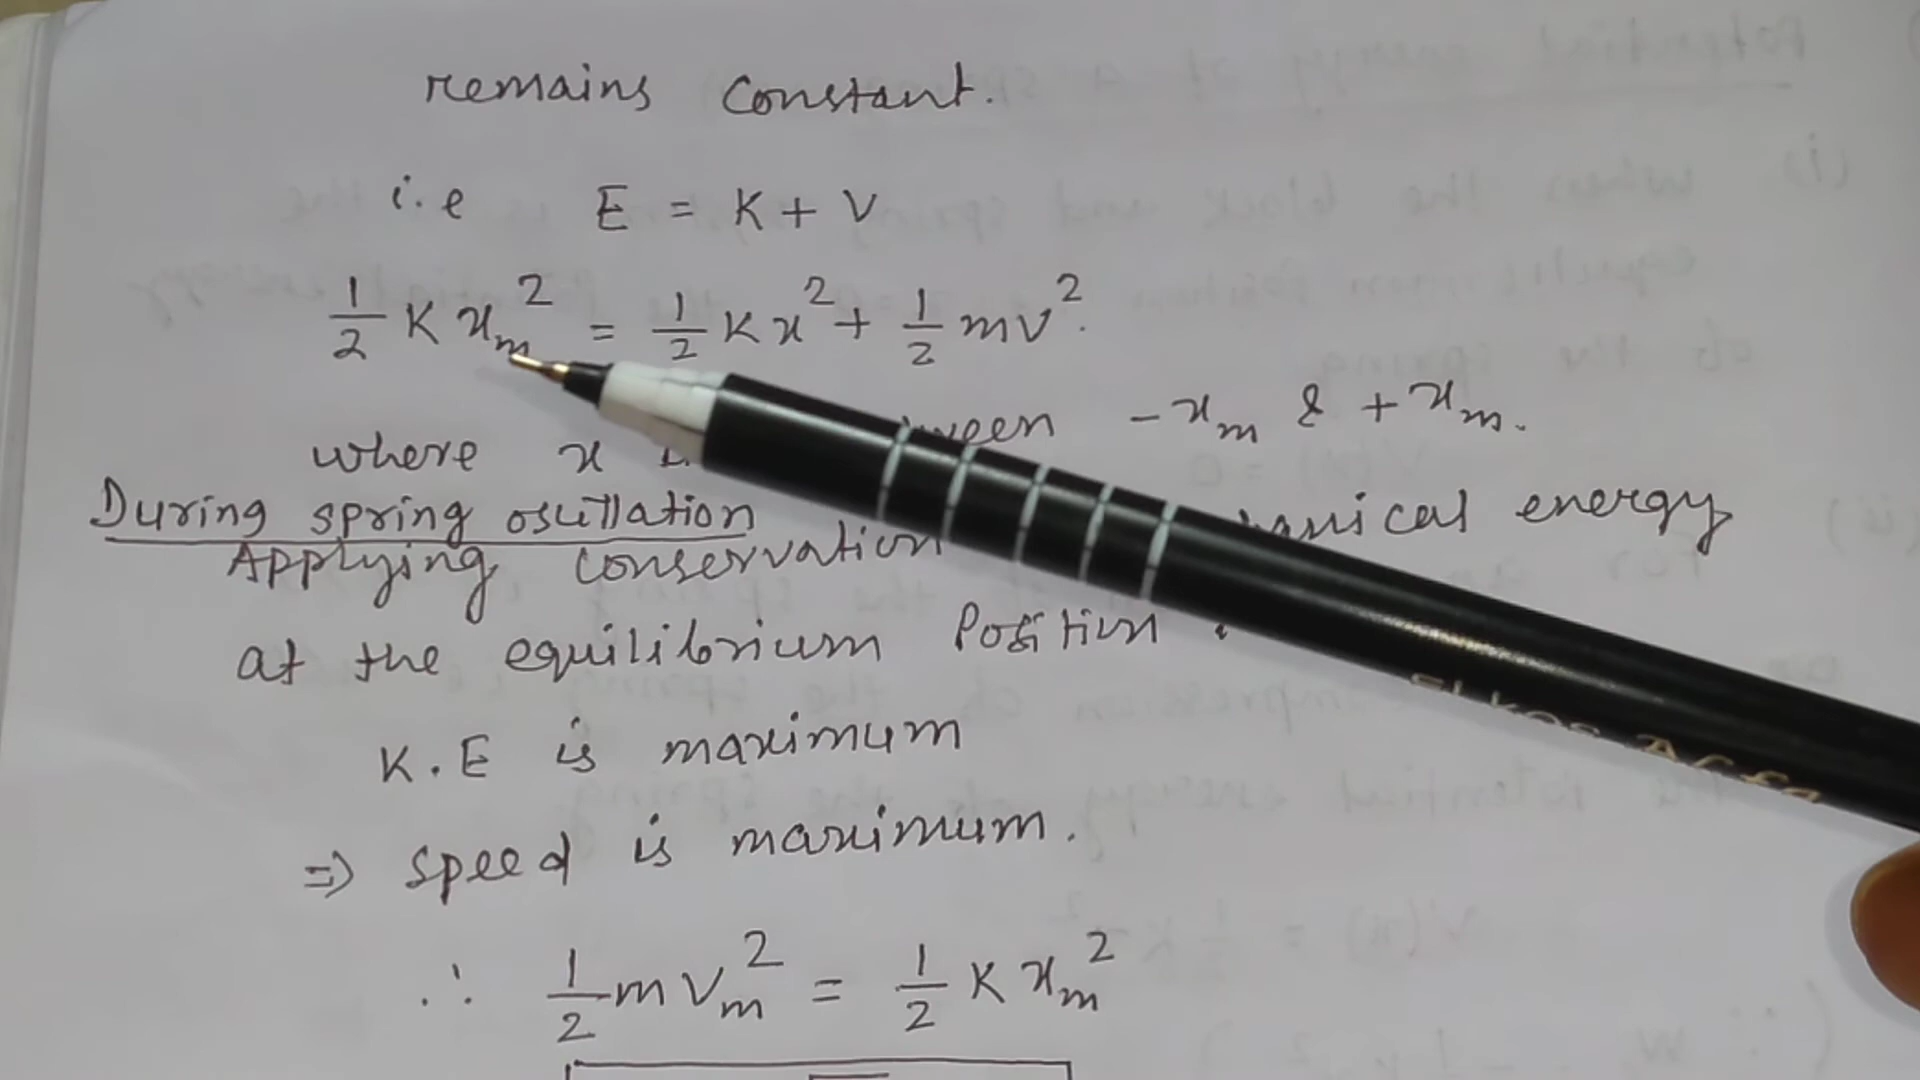 remains constant.
i.e E = K + V
1/2 K x_m^2 = 1/2 K x^2 + 1/2 m v^2.
where x - x_m & + x_m.
During spring oscillation
Applying conservation energy
at the equilibrium Position .
K.E is maximum
⇒ speed is maximum.
∴ 1/2 m v_m^2 = 1/2 K x_m^2